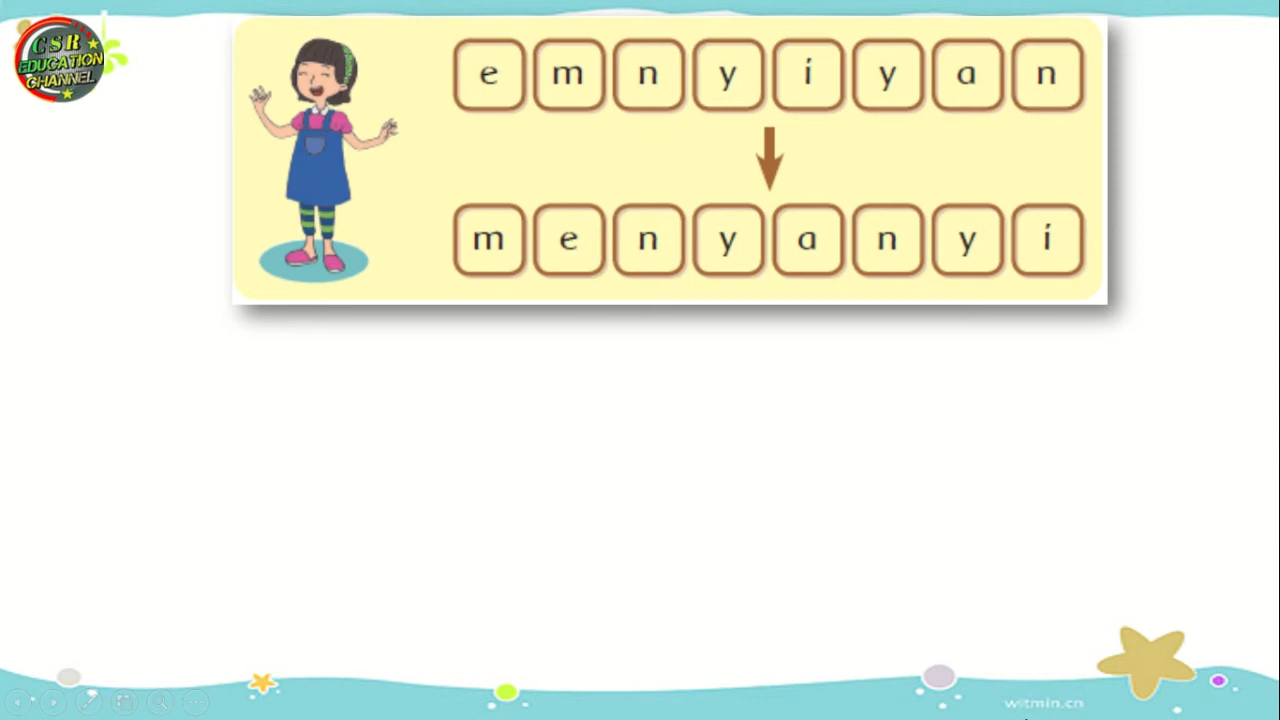 CSR
EDUCATION
CHANNEL
e m n y i y a n
m e n y a n y i
witmin.cn